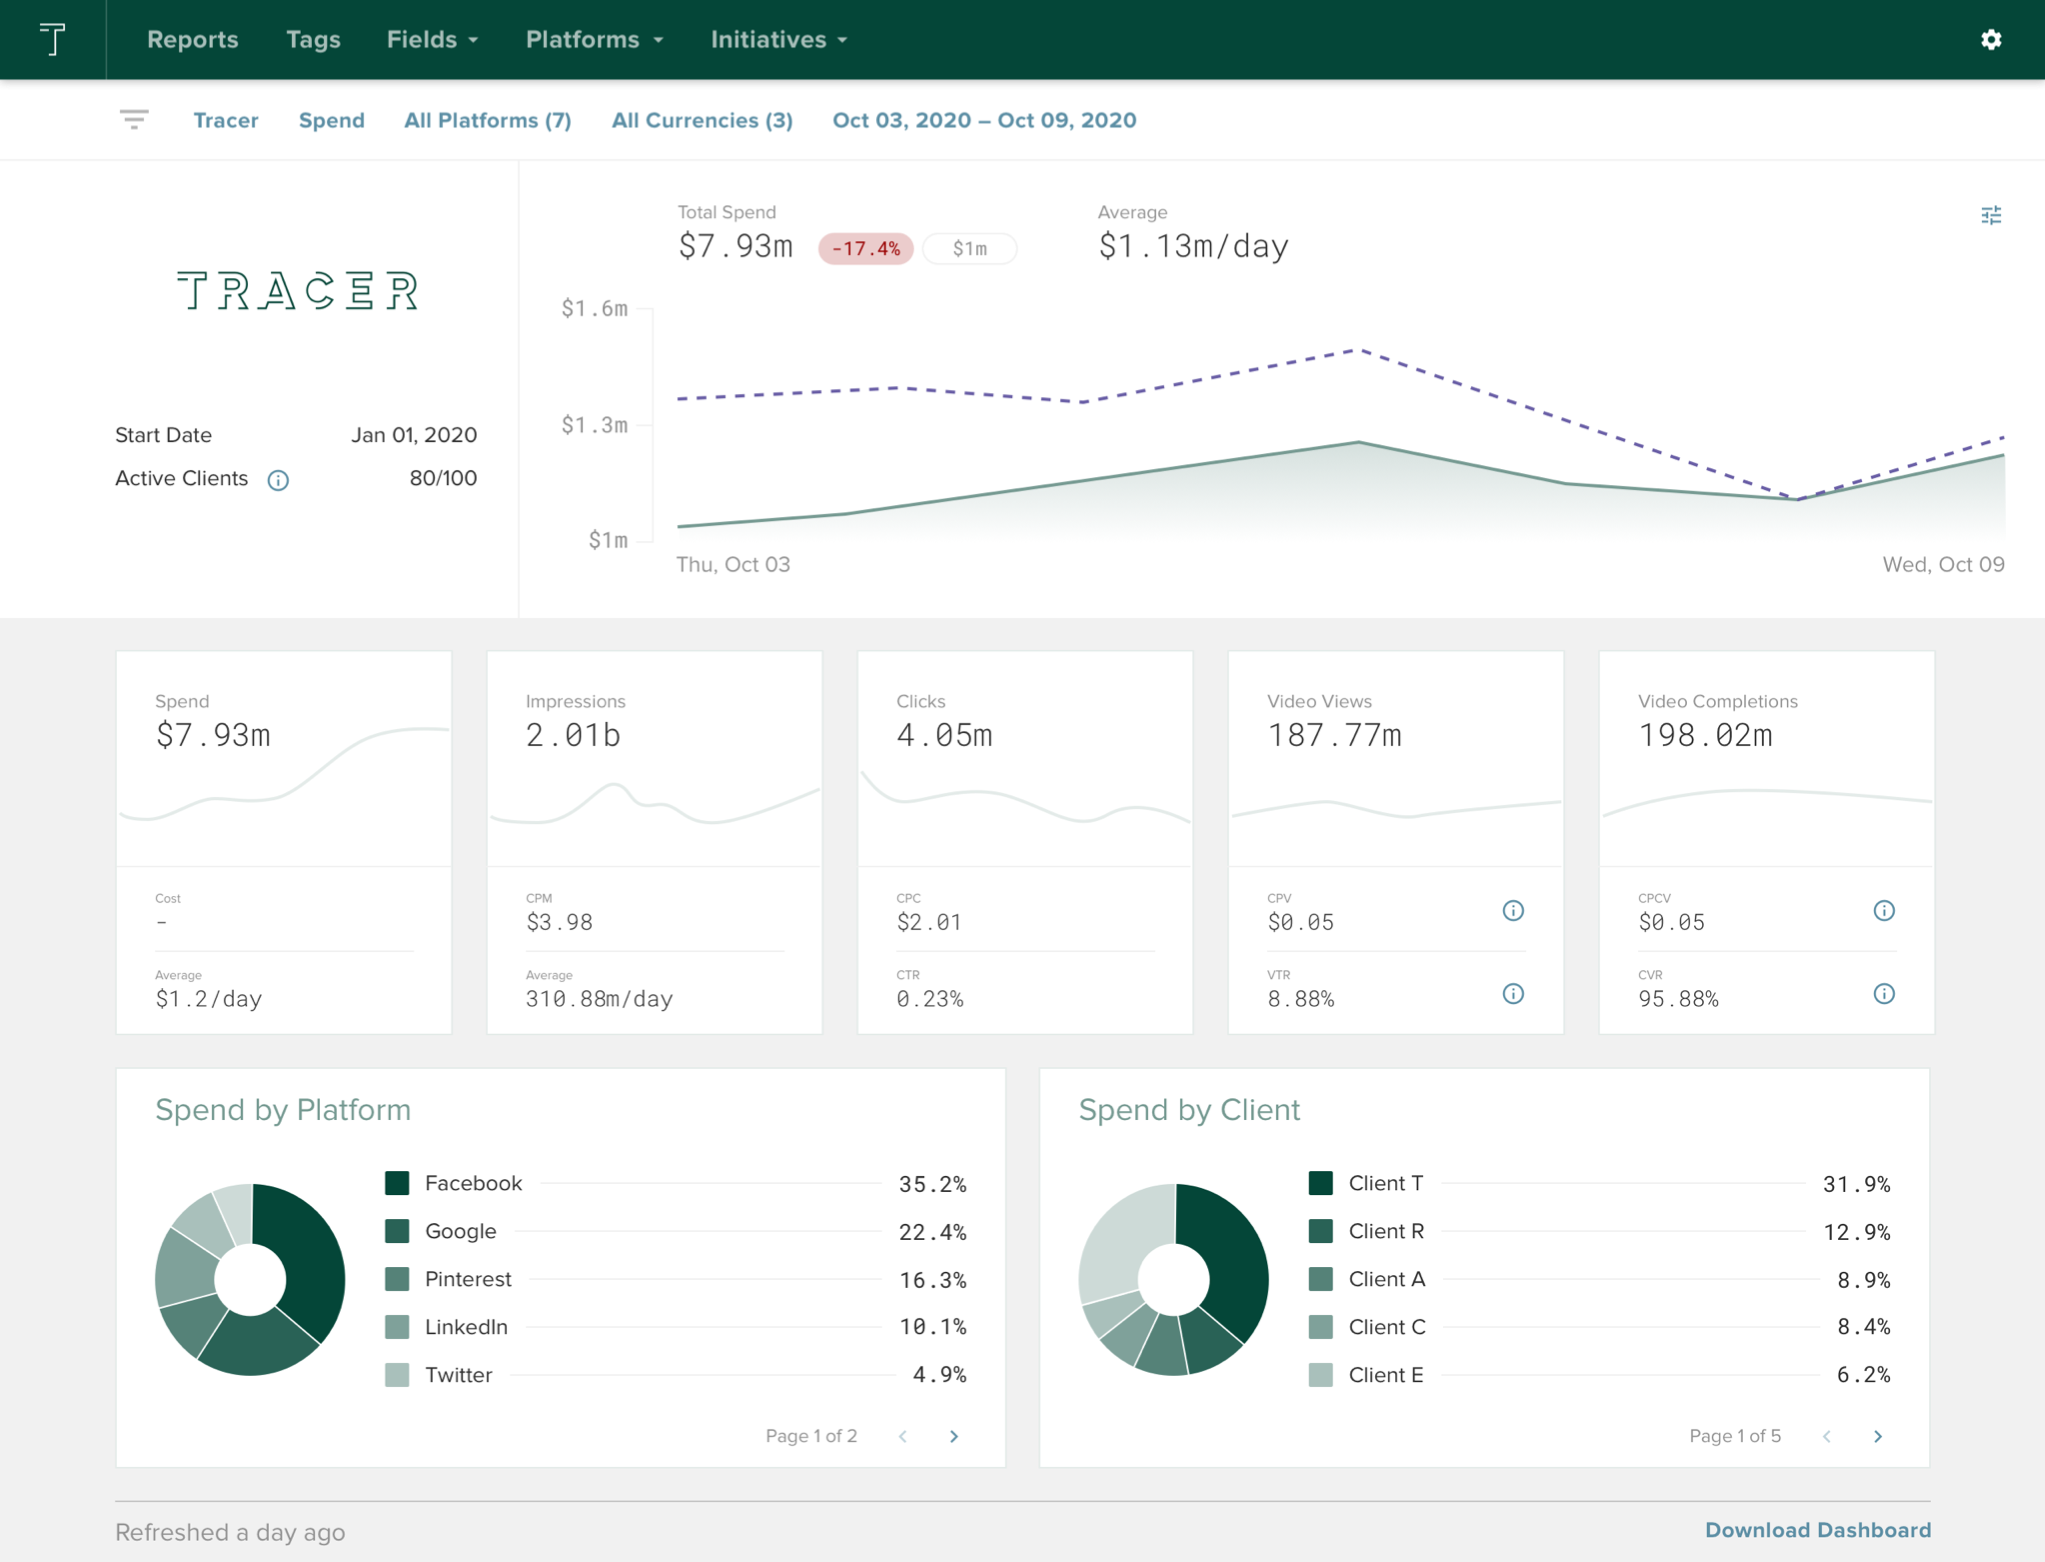 T
Reports Tags Fields Platforms Initiatives
Tracer Spend All Platforms (7) All Currencies (3) Oct 03, 2020 – Oct 09, 2020
TRACER
Start Date Jan 01, 2020
Active Clients 80/100
Total Spend
$7.93m -17.4% $1m
Average
$1.13m/day
$1.6m
$1.3m
$1m
Thu, Oct 03 Wed, Oct 09
Spend
$7.93m
Cost
-
Average
$1.2/day
Impressions
2.01b
CPM
$3.98
Average
310.88m/day
Clicks
4.05m
CPC
$2.01
CTR
0.23%
Video Views
187.77m
CPV
$0.05
VTR
8.88%
Video Completions
198.02m
CPCV
$0.05
CVR
95.88%
Spend by Platform
Facebook 35.2%
Google 22.4%
Pinterest 16.3%
LinkedIn 10.1%
Twitter 4.9%
Page 1 of 2
Spend by Client
Client T 31.9%
Client R 12.9%
Client A 8.9%
Client C 8.4%
Client E 6.2%
Page 1 of 5
Refreshed a day ago
Download Dashboard